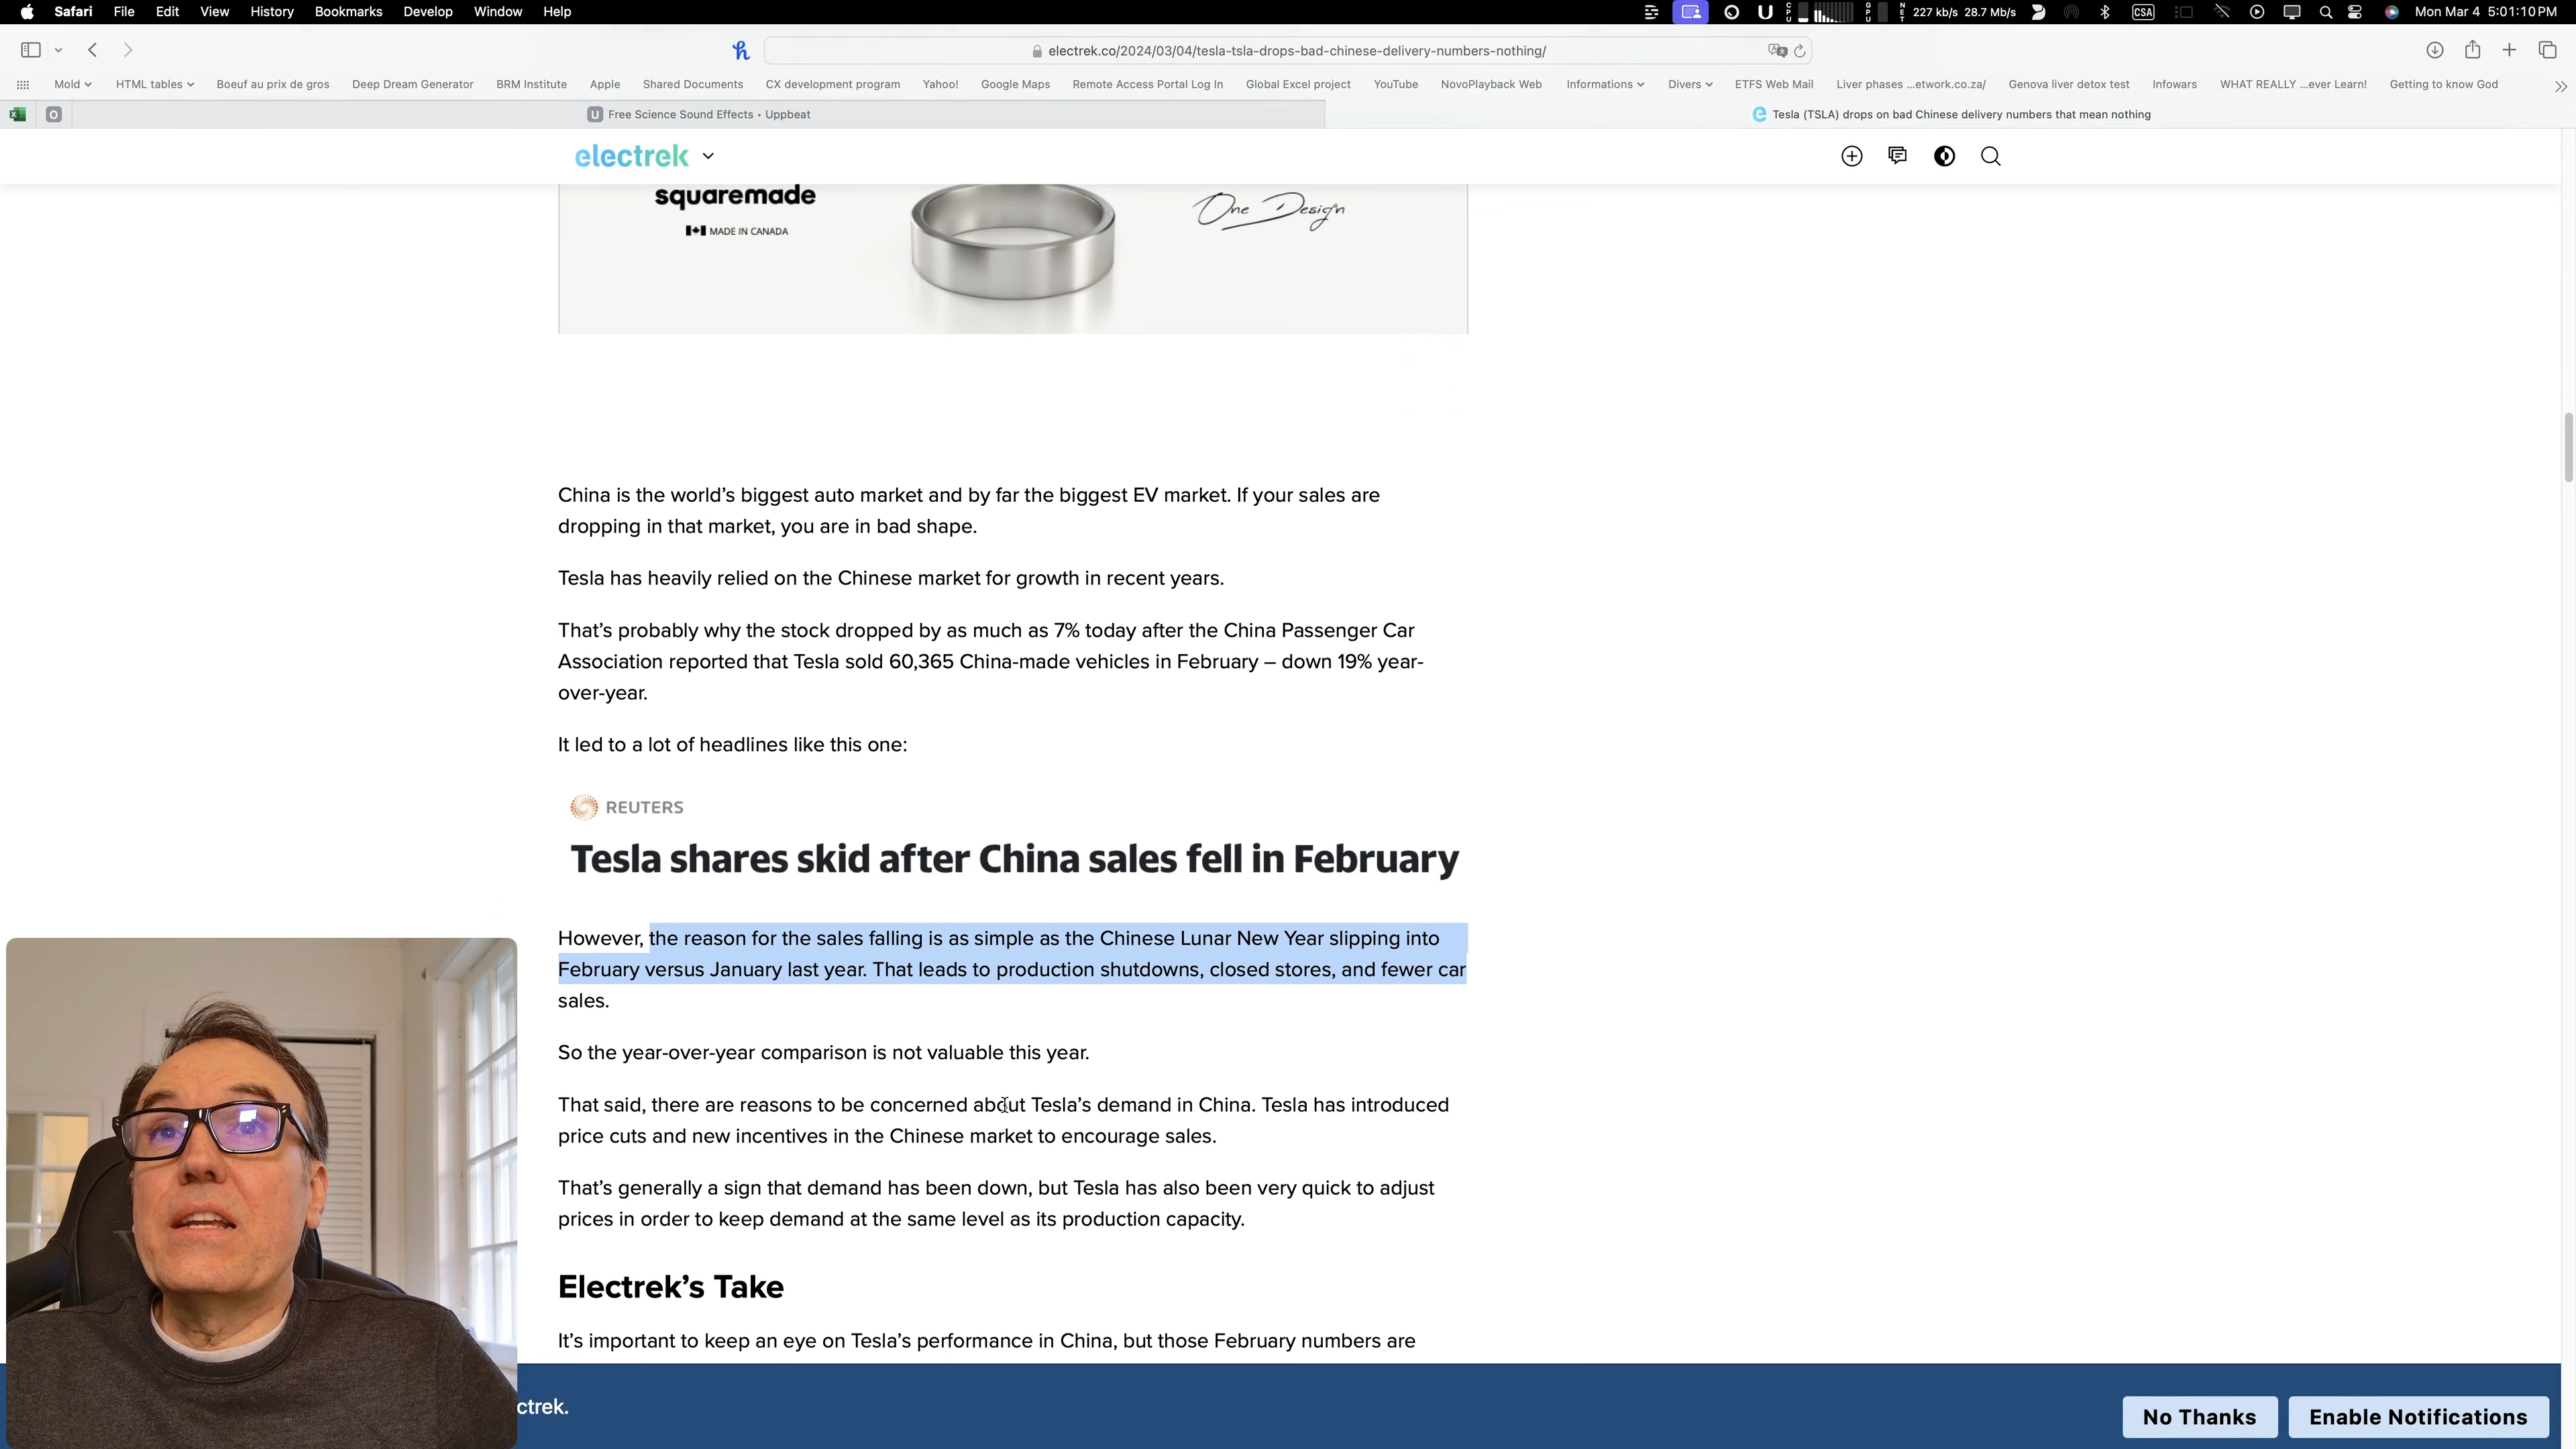 Safari File Edit View History Bookmarks Develop Window Help
CPU GPU NET 227 kb/s 28.7 Mb/s CSA Mon Mar 4 5:01:10 PM
electrek.co/2024/03/04/tesla-tsla-drops-bad-chinese-delivery-numbers-nothing/
Mold HTML tables Boeuf au prix de gros Deep Dream Generator BRM Institute Apple Shared Documents CX development program Yahoo! Google Maps Remote Access Portal Log In Global Excel project YouTube NovoPlayback Web Informations Divers ETFS Web Mail Liver phases ...etwork.co.za/ Genova liver detox test Infowars WHAT REALLY ...ever Learn! Getting to know God
O U Free Science Sound Effects • Uppbeat e Tesla (TSLA) drops on bad Chinese delivery numbers that mean nothing
electrek
squaremade
MADE IN CANADA
One Design
China is the world's biggest auto market and by far the biggest EV market. If your sales are
dropping in that market, you are in bad shape.
Tesla has heavily relied on the Chinese market for growth in recent years.
That's probably why the stock dropped by as much as 7% today after the China Passenger Car
Association reported that Tesla sold 60,365 China-made vehicles in February – down 19% year-
over-year.
It led to a lot of headlines like this one:
REUTERS
Tesla shares skid after China sales fell in February
However, the reason for the sales falling is as simple as the Chinese Lunar New Year slipping into
February versus January last year. That leads to production shutdowns, closed stores, and fewer car
sales.
So the year-over-year comparison is not valuable this year.
That said, there are reasons to be concerned about Tesla's demand in China. Tesla has introduced
price cuts and new incentives in the Chinese market to encourage sales.
That's generally a sign that demand has been down, but Tesla has also been very quick to adjust
prices in order to keep demand at the same level as its production capacity.
Electrek's Take
It's important to keep an eye on Tesla's performance in China, but those February numbers are
ctrek.
No Thanks Enable Notifications